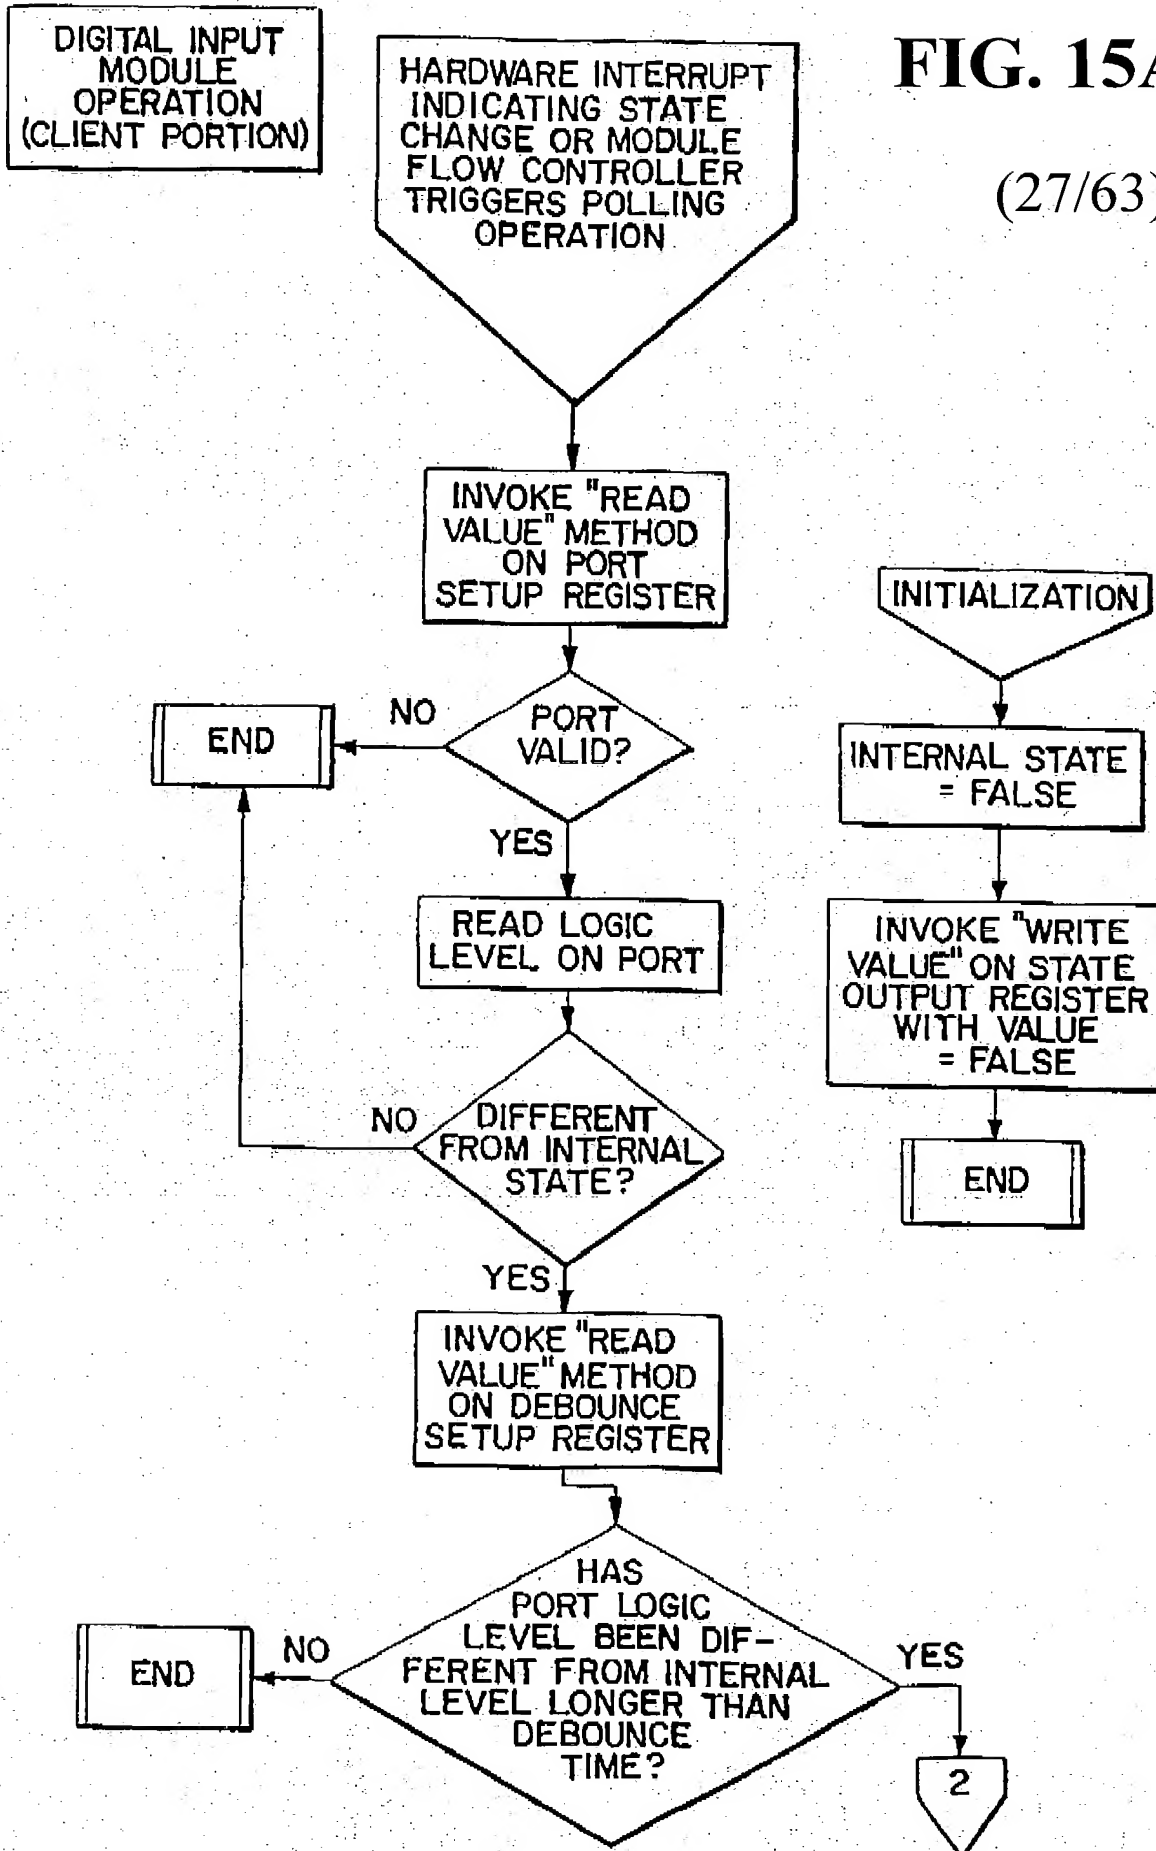 DIGITAL INPUT
MODULE
OPERATION
(CLIENT PORTION)
HARDWARE INTERRUPT
INDICATING STATE
CHANGE OR MODULE
FLOW CONTROLLER
TRIGGERS POLLING
OPERATION
FIG. 15A
(27/63)
INVOKE "READ
VALUE" METHOD
ON PORT
SETUP REGISTER
PORT
VALID?
NO
END
YES
READ LOGIC
LEVEL ON PORT
DIFFERENT
FROM INTERNAL
STATE?
NO
YES
INVOKE "READ
VALUE" METHOD
ON DEBOUNCE
SETUP REGISTER
HAS
PORT LOGIC
LEVEL BEEN DIF-
FERENT FROM INTERNAL
LEVEL LONGER THAN
DEBOUNCE
TIME?
NO
END
YES
2
INITIALIZATION
INTERNAL STATE
= FALSE
INVOKE "WRITE
VALUE" ON STATE
OUTPUT REGISTER
WITH VALUE
= FALSE
END